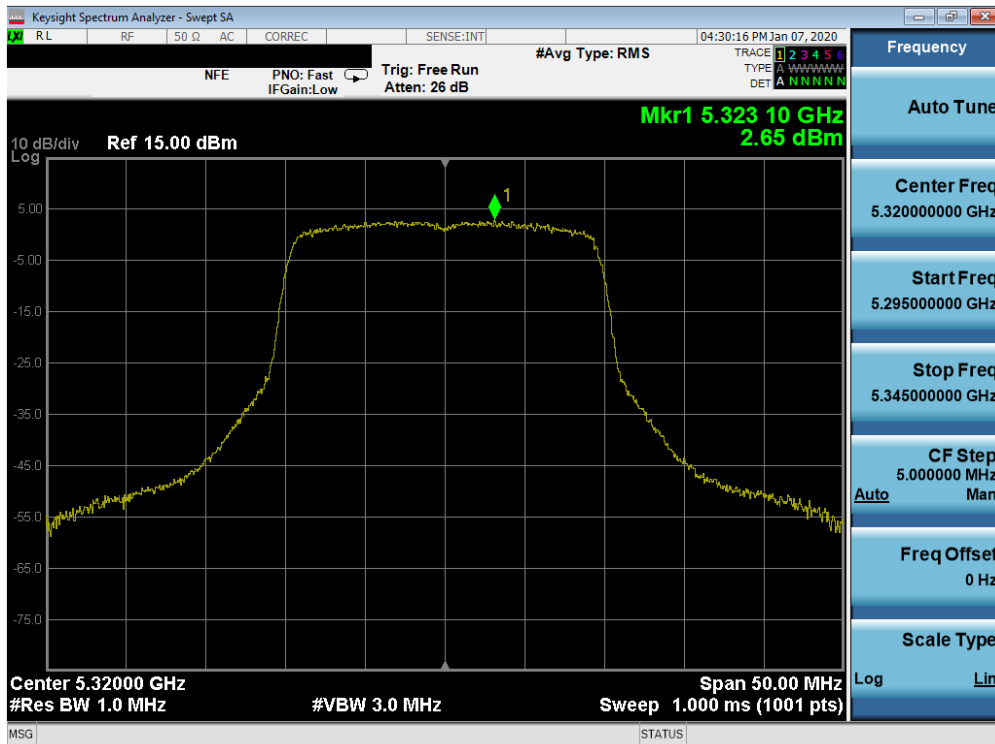 Keysight Spectrum Analyzer - Swept SA
LXI RL RF 50 Ω AC CORREC SENSE:INT 04:30:16 PM Jan 07, 2020
#Avg Type: RMS TRACE 1 2 3 4 5 6
NFE PNO: Fast Trig: Free Run TYPE A WWWWW
IFGain:Low Atten: 26 dB DET A N N N N N
Mkr1 5.323 10 GHz
2.65 dBm
10 dB/div Ref 15.00 dBm
Log
1
5.00
-5.00
-15.0
-25.0
-35.0
-45.0
-55.0
-65.0
-75.0
Center 5.32000 GHz Span 50.00 MHz
#Res BW 1.0 MHz #VBW 3.0 MHz Sweep 1.000 ms (1001 pts)
MSG STATUS
Frequency
Auto Tune
Center Freq
5.320000000 GHz
Start Freq
5.295000000 GHz
Stop Freq
5.345000000 GHz
CF Step
5.000000 MHz
Auto Man
Freq Offset
0 Hz
Scale Type
Log Lin